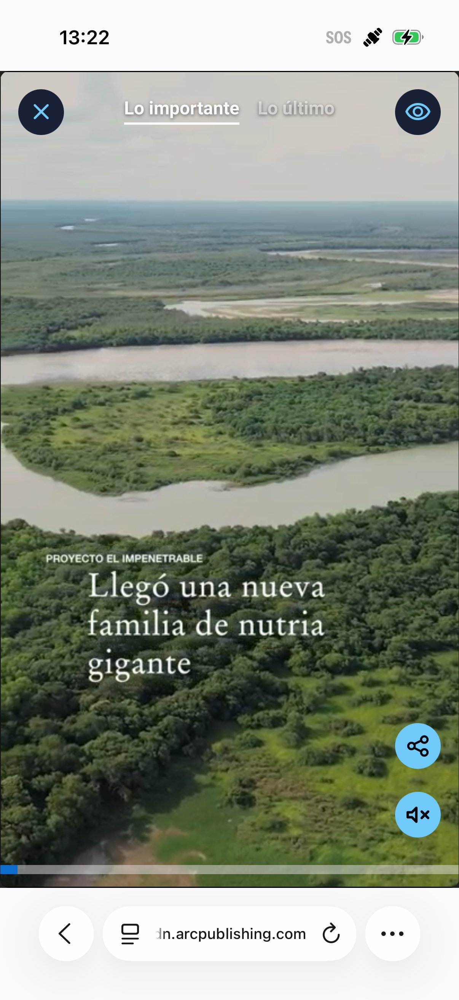 13:22
SOS
Lo importante
Lo último
PROYECTO EL IMPENETRABLE
Llegó una nueva
familia de nutria
gigante
dn.arcpublishing.com